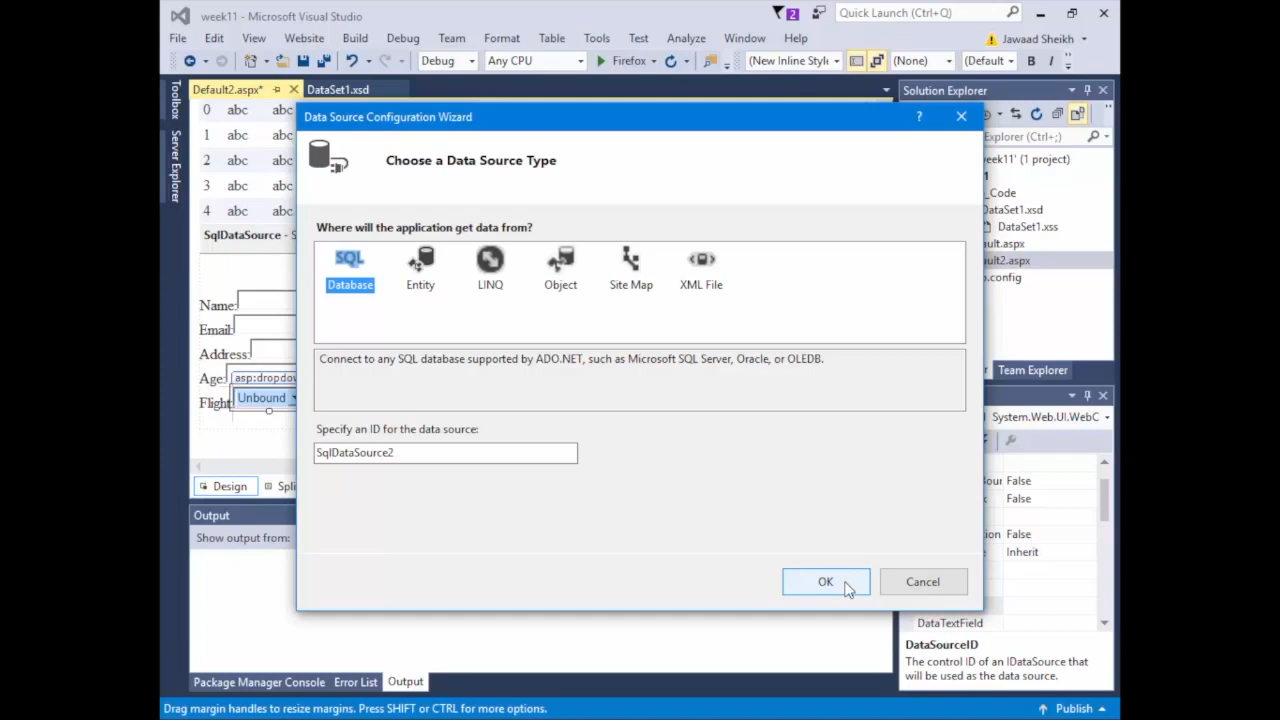 week11 - Microsoft Visual Studio
2
Quick Launch (Ctrl+Q)
File Edit View Website Build Debug Team Format Table Tools Test Analyze Window Help
Jawaad Sheikh
Debug Any CPU Firefox (New Inline Style (None) (Default B I
Toolbox
Server Explorer
Default2.aspx* DataSet1.xsd
0 abc abc
1 abc abc
2 abc abc
3 abc abc
4 abc abc
SqlDataSource - S
Name:
Email:
Address:
Age: asp:dropdow
Flight Unbound
Design Spli
Output
Show output from:
Package Manager Console Error List Output
Data Source Configuration Wizard
?
Choose a Data Source Type
Where will the application get data from?
SQL
Database Entity LINQ Object Site Map XML File
Connect to any SQL database supported by ADO.NET, such as Microsoft SQL Server, Oracle, or OLEDB.
Specify an ID for the data source:
SqlDataSource2
OK Cancel
Solution Explorer
Explorer (Ctrl+;)
eek11' (1 project)
1
_Code
DataSet1.xsd
DataSet1.xss
ault.aspx
ault2.aspx
o.config
r Team Explorer
System.Web.UI.WebC
Sour False
x False
ion False
e Inherit
DataTextField
DataSourceID
The control ID of an IDataSource that
will be used as the data source.
Drag margin handles to resize margins. Press SHIFT or CTRL for more options.
Publish